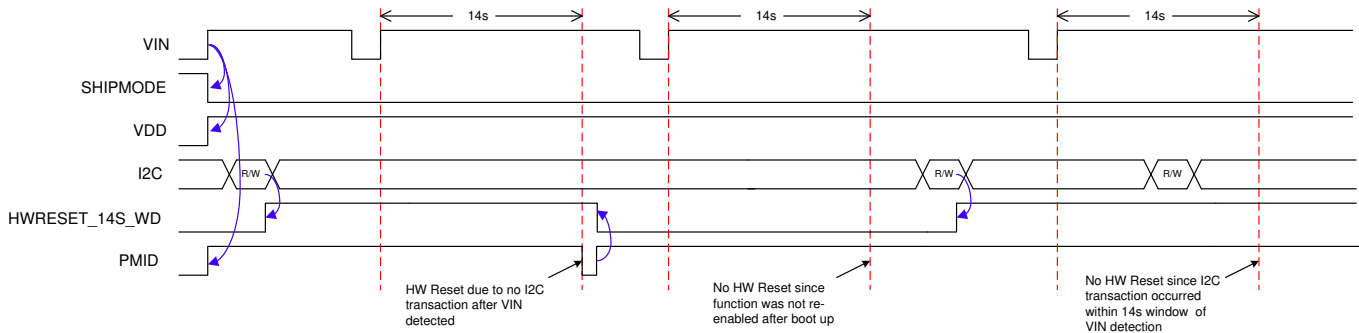 14s
14s
14s
VIN
SHIPMODE
VDD
I2C
R/W
R/W
R/W
HWRESET_14S_WD
PMID
HW Reset due to no I2C
transaction after VIN
detected
No HW Reset since
function was not re-
enabled after boot up
No HW Reset since I2C
transaction occurred
within 14s window of
VIN detection